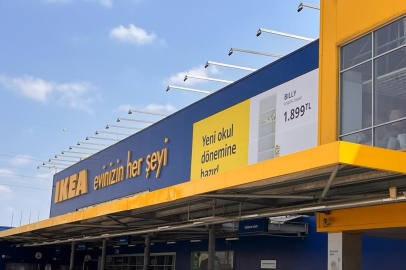 IKEA evinizin her şeyi
Yeni okul
dönemine
hazır!
BILLY
1.899TL